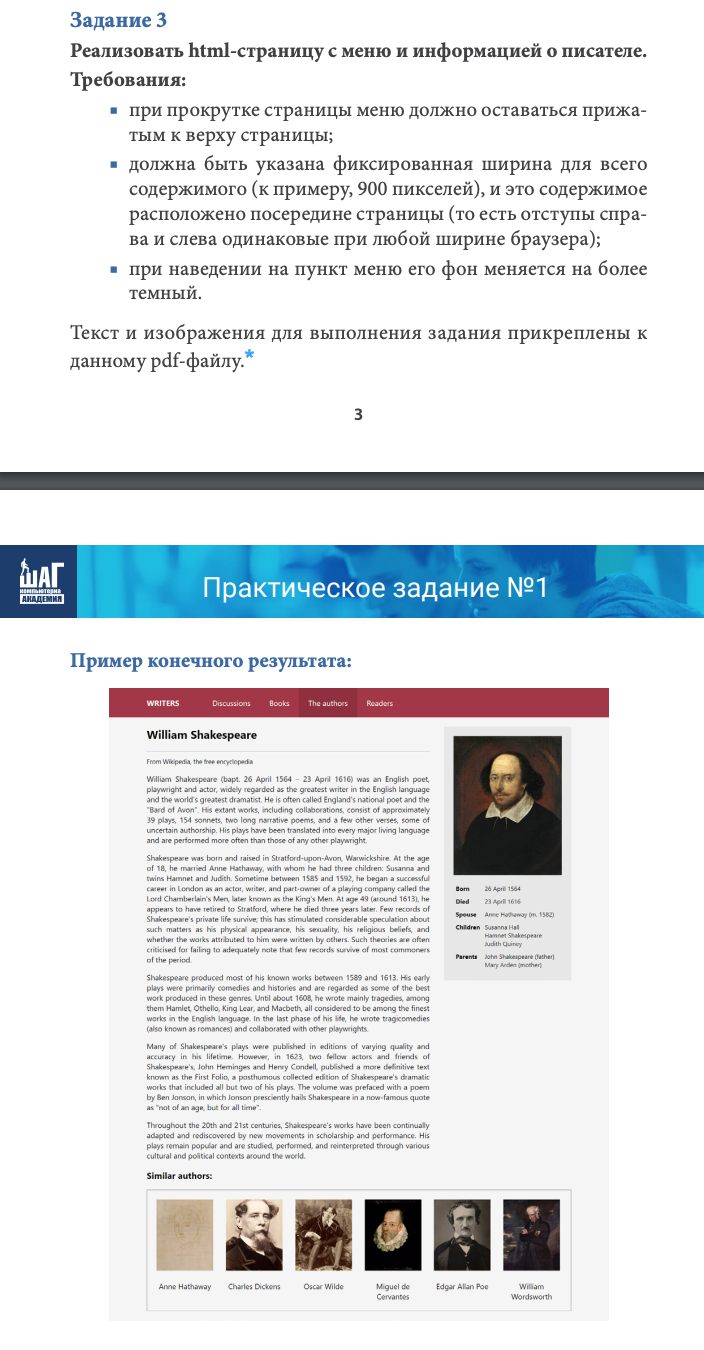 Задание 3
Реализовать html-страницу с меню и информацией о писателе.
Требования:
при прокрутке страницы меню должно оставаться прижа-
тым к верху страницы;
должна быть указана фиксированная ширина для всего
содержимого (к примеру, 900 пикселей), и это содержимое
расположено посередине страницы (то есть отступы спра-
ва и слева одинаковые при любой ширине браузера);
при наведении на пункт меню его фон меняется на более
темный.
Текст и изображения для выполнения задания прикреплены к
данному pdf-файлу.*
3
ШАГ
КОМПЬЮТЕРНАЯ
АКАДЕМИЯ
Практическое задание №1
Пример конечного результата:
WRITERS Discussions Books The authors Readers
William Shakespeare
From Wikipedia, the free encyclopedia
William Shakespeare (bapt. 26 April 1564 – 23 April 1616) was an English poet,
playwright and actor, widely regarded as the greatest writer in the English language
and the world's greatest dramatist. He is often called England's national poet and the
"Bard of Avon". His extant works, including collaborations, consist of approximately
39 plays, 154 sonnets, two long narrative poems, and a few other verses, some of
uncertain authorship. His plays have been translated into every major living language
and are performed more often than those of any other playwright.
Shakespeare was born and raised in Stratford-upon-Avon, Warwickshire. At the age
of 18, he married Anne Hathaway, with whom he had three children: Susanna and
twins Hamnet and Judith. Sometime between 1585 and 1592, he began a successful
career in London as an actor, writer, and part-owner of a playing company called the
Lord Chamberlain's Men, later known as the King's Men. At age 49 (around 1613), he
appears to have retired to Stratford, where he died three years later. Few records of
Shakespeare's private life survive; this has stimulated considerable speculation about
such matters as his physical appearance, his sexuality, his religious beliefs, and
whether the works attributed to him were written by others. Such theories are often
criticised for failing to adequately note that few records survive of most commoners
of the period.
Shakespeare produced most of his known works between 1589 and 1613. His early
plays were primarily comedies and histories and are regarded as some of the best
work produced in these genres. Until about 1608, he wrote mainly tragedies, among
them Hamlet, Othello, King Lear, and Macbeth, all considered to be among the finest
works in the English language. In the last phase of his life, he wrote tragicomedies
(also known as romances) and collaborated with other playwrights.
Many of Shakespeare's plays were published in editions of varying quality and
accuracy in his lifetime. However, in 1623, two fellow actors and friends of
Shakespeare's, John Heminges and Henry Condell, published a more definitive text
known as the First Folio, a posthumous collected edition of Shakespeare's dramatic
works that included all but two of his plays. The volume was prefaced with a poem
by Ben Jonson, in which Jonson presciently hails Shakespeare in a now-famous quote
as "not of an age, but for all time".
Throughout the 20th and 21st centuries, Shakespeare's works have been continually
adapted and rediscovered by new movements in scholarship and performance. His
plays remain popular and are studied, performed, and reinterpreted through various
cultural and political contexts around the world.
Born 26 April 1564
Died 23 April 1616
Spouse Anne Hathaway (m. 1582)
Children Susanna Hall
Hamnet Shakespeare
Judith Quiney
Parents John Shakespeare (father)
Mary Arden (mother)
Similar authors:
Anne Hathaway Charles Dickens Oscar Wilde Miguel de Edgar Allan Poe William
Cervantes Wordsworth